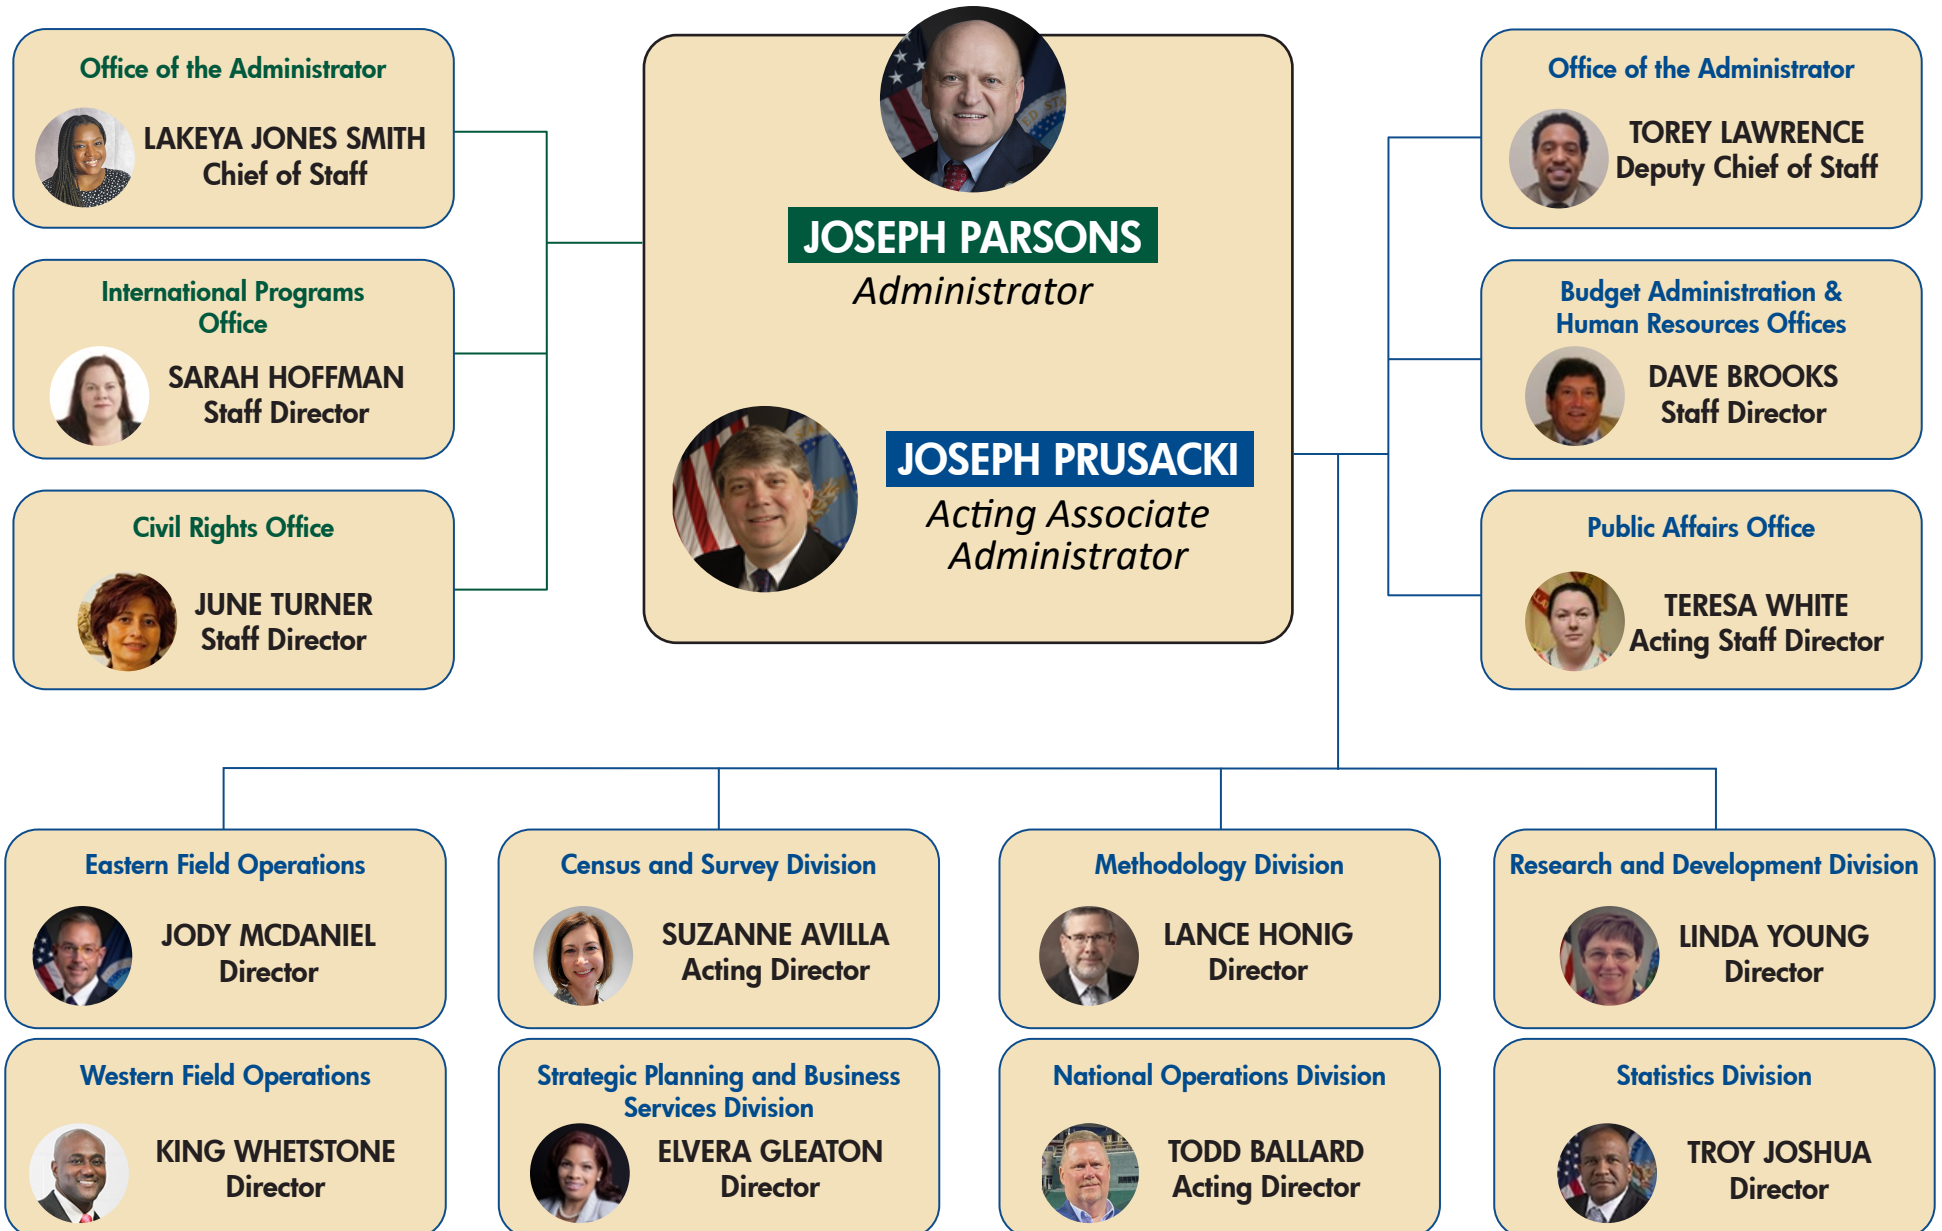 Office of the Administrator
LAKEYA JONES SMITH
Chief of Staff
International Programs
Office
SARAH HOFFMAN
Staff Director
Civil Rights Office
JUNE TURNER
Staff Director
JOSEPH PARSONS
Administrator
JOSEPH PRUSACKI
Acting Associate
Administrator
Office of the Administrator
TOREY LAWRENCE
Deputy Chief of Staff
Budget Administration &
Human Resources Offices
DAVE BROOKS
Staff Director
Public Affairs Office
TERESA WHITE
Acting Staff Director
Eastern Field Operations
JODY MCDANIEL
Director
Census and Survey Division
SUZANNE AVILLA
Acting Director
Methodology Division
LANCE HONIG
Director
Research and Development Division
LINDA YOUNG
Director
Western Field Operations
KING WHETSTONE
Director
Strategic Planning and Business
Services Division
ELVERA GLEATON
Director
National Operations Division
TODD BALLARD
Acting Director
Statistics Division
TROY JOSHUA
Director